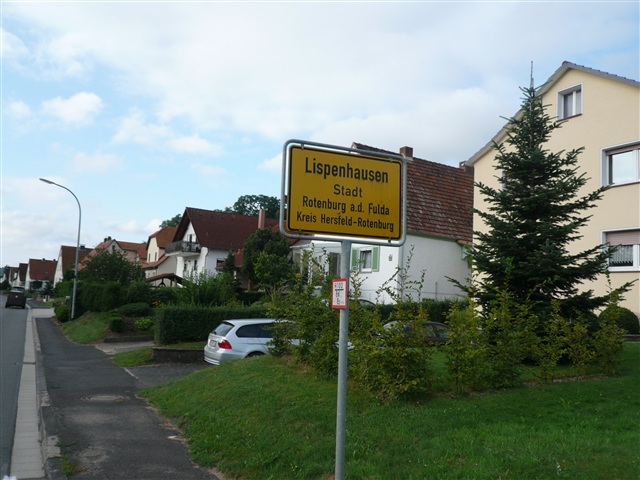 Lispenhausen
Stadt
Rotenburg a.d. Fulda
Kreis Hersfeld-Rotenburg